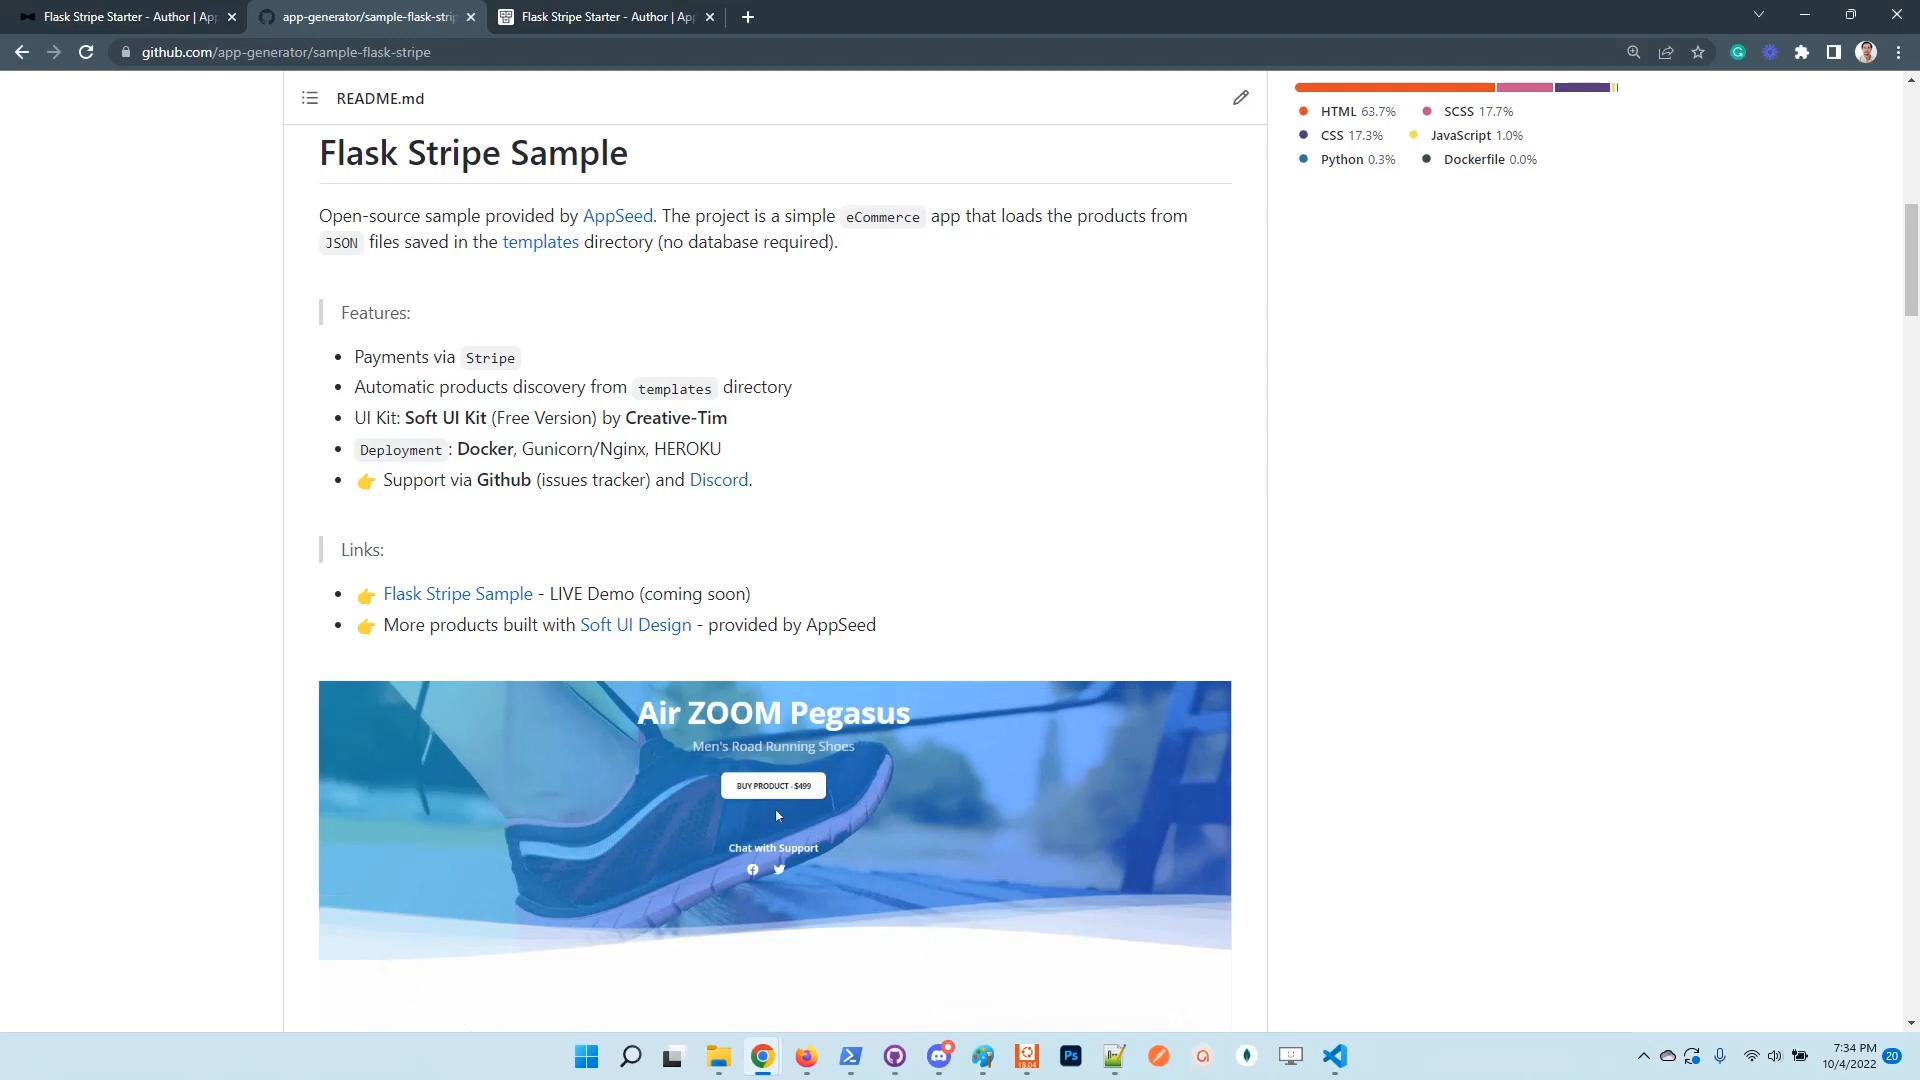 Flask Stripe Starter - Author | App
app-generator/sample-flask-strip
Flask Stripe Starter - Author | App
github.com/app-generator/sample-flask-stripe
README.md
HTML 63.7%
SCSS 17.7%
CSS 17.3%
JavaScript 1.0%
Python 0.3%
Dockerfile 0.0%
Flask Stripe Sample
Open-source sample provided by AppSeed. The project is a simple eCommerce app that loads the products from
JSON files saved in the templates directory (no database required).
Features:
Payments via Stripe
Automatic products discovery from templates directory
UI Kit: Soft UI Kit (Free Version) by Creative-Tim
Deployment : Docker, Gunicorn/Nginx, HEROKU
👉 Support via Github (issues tracker) and Discord.
Links:
👉 Flask Stripe Sample - LIVE Demo (coming soon)
👉 More products built with Soft UI Design - provided by AppSeed
Air ZOOM Pegasus
Men's Road Running Shoes
BUY PRODUCT - $499
Chat with Support
Ps
18.04
7:34 PM
10/4/2022
20